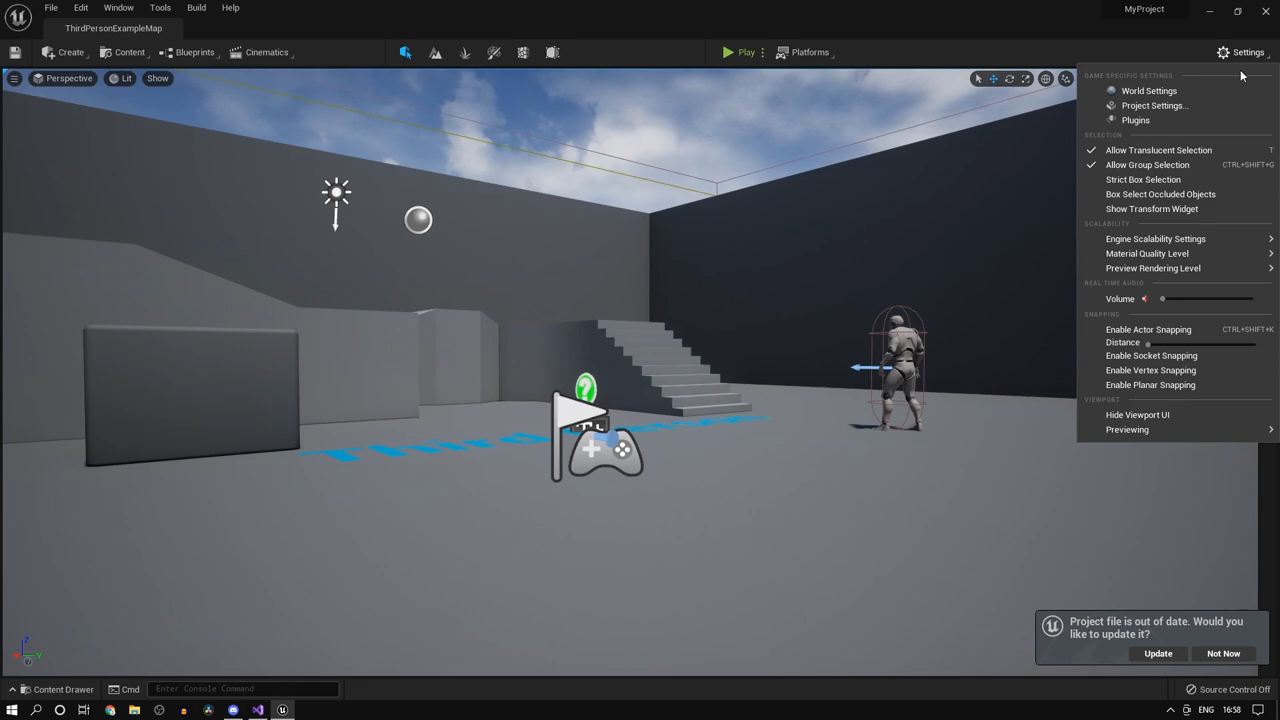 File Edit Window Tools Build Help
MyProject
ThirdPersonExampleMap
Create Content Blueprints Cinematics Play Platforms Settings
Perspective Lit Show
GAME SPECIFIC SETTINGS
World Settings
Project Settings...
Plugins
SELECTION
Allow Translucent Selection T
Allow Group Selection CTRL+SHIFT+G
Strict Box Selection
Box Select Occluded Objects
Show Transform Widget
SCALABILITY
Engine Scalability Settings
Material Quality Level
Preview Rendering Level
REAL TIME AUDIO
Volume
SNAPPING
Enable Actor Snapping CTRL+SHIFT+K
Distance
Enable Socket Snapping
Enable Vertex Snapping
Enable Planar Snapping
VIEWPORT
Hide Viewport UI
Previewing
Project file is out of date. Would you
like to update it?
Update Not Now
Z
X Y
Content Drawer Cmd Enter Console Command Source Control Off
ENG 16:58